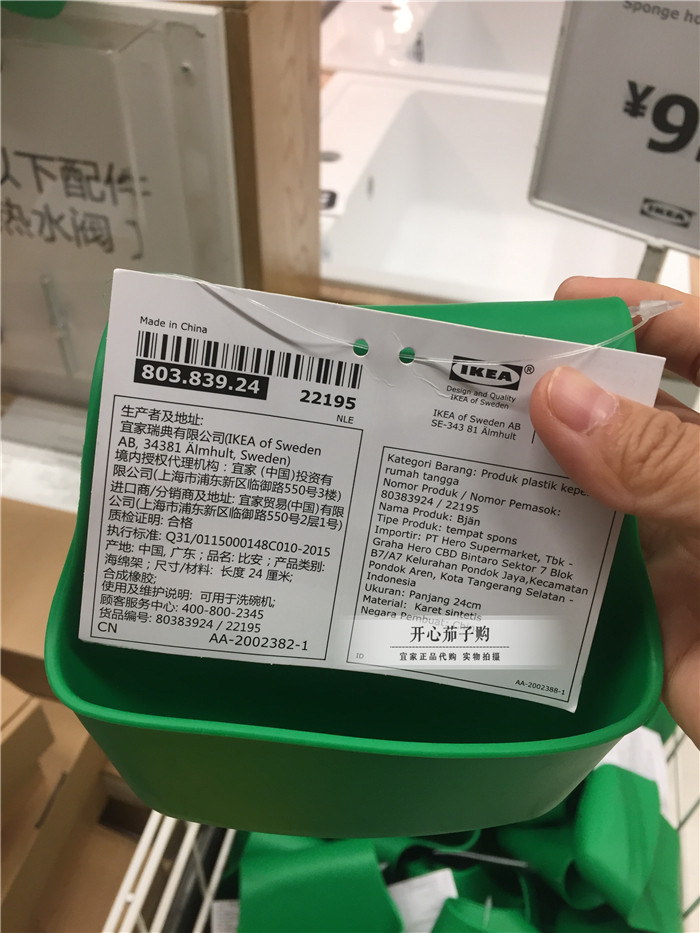 Sponge ho
¥9
IKEA
以下配件
热水阀
Made in China
803.839.24
22195
NLE
生产者及地址:
宜家瑞典有限公司(IKEA of Sweden
AB, 34381 Älmhult, Sweden)
境内授权代理机构：宜家 (中国)投资有
限公司(上海市浦东新区临御路550号3楼)
进口商/分销商及地址: 宜家贸易(中国)有限
公司(上海市浦东新区临御路550号2层1号)
质检证明: 合格
执行标准: Q31/0115000148C010-2015
产地: 中国, 广东；品名: 比安；产品类别:
海绵架；尺寸/材料: 长度 24 厘米;
合成橡胶;
使用及维护说明: 可用于洗碗机;
顾客服务中心: 400-800-2345
货品编号: 80383924 / 22195
CN
AA-2002382-1
IKEA®
Design and Quality
IKEA of Sweden
IKEA of Sweden AB
SE-343 81 Älmhult
Kategori Barang: Produk plastik kepe
rumah tangga
Nomor Produk / Nomor Pemasok:
80383924 / 22195
Nama Produk: Bjän
Tipe Produk: tempat spons
Importir: PT Hero Supermarket, Tbk -
Graha Hero CBD Bintaro Sektor 7 Blok
B7/A7 Kelurahan Pondok Jaya,Kecamatan
Pondok Aren, Kota Tangerang Selatan -
Indonesia
Ukuran: Panjang 24cm
Material: Karet sintetis
Negara Pembuat:
ID
AA-2002388-1
开心茄子购
宜家正品代购 实物拍摄